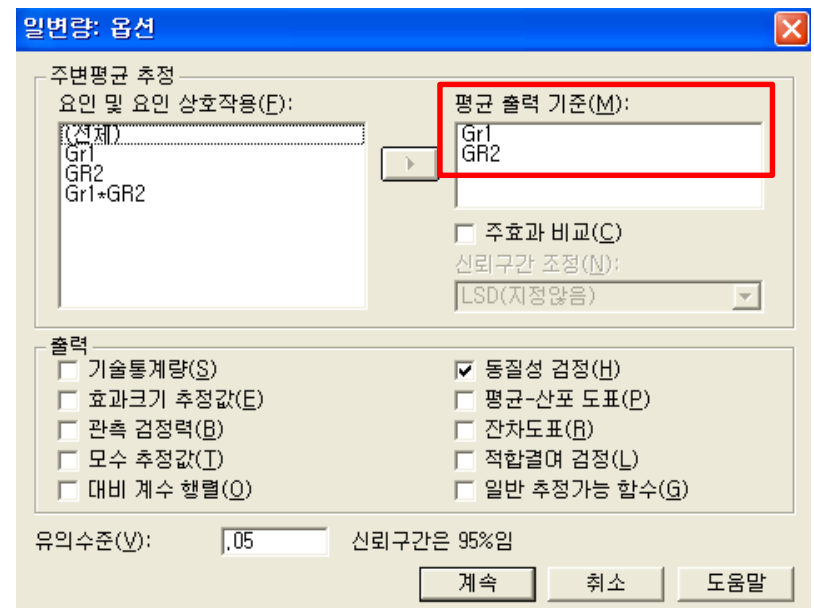 일변량: 옵션
주변평균 추정
요인 및 요인 상호작용(F):
(전체)
Gr1
GR2
Gr1*GR2
평균 출력 기준(M):
Gr1
GR2
주효과 비교(C)
신뢰구간 조정(N):
LSD(지정않음)
출력
기술통계량(S)
효과크기 추정값(E)
관측 검정력(B)
모수 추정값(T)
대비 계수 행렬(O)
동질성 검정(H)
평균-산포 도표(P)
잔차도표(R)
적합결여 검정(L)
일반 추정가능 함수(G)
유의수준(V): ,05 신뢰구간은 95%임
계속 취소 도움말